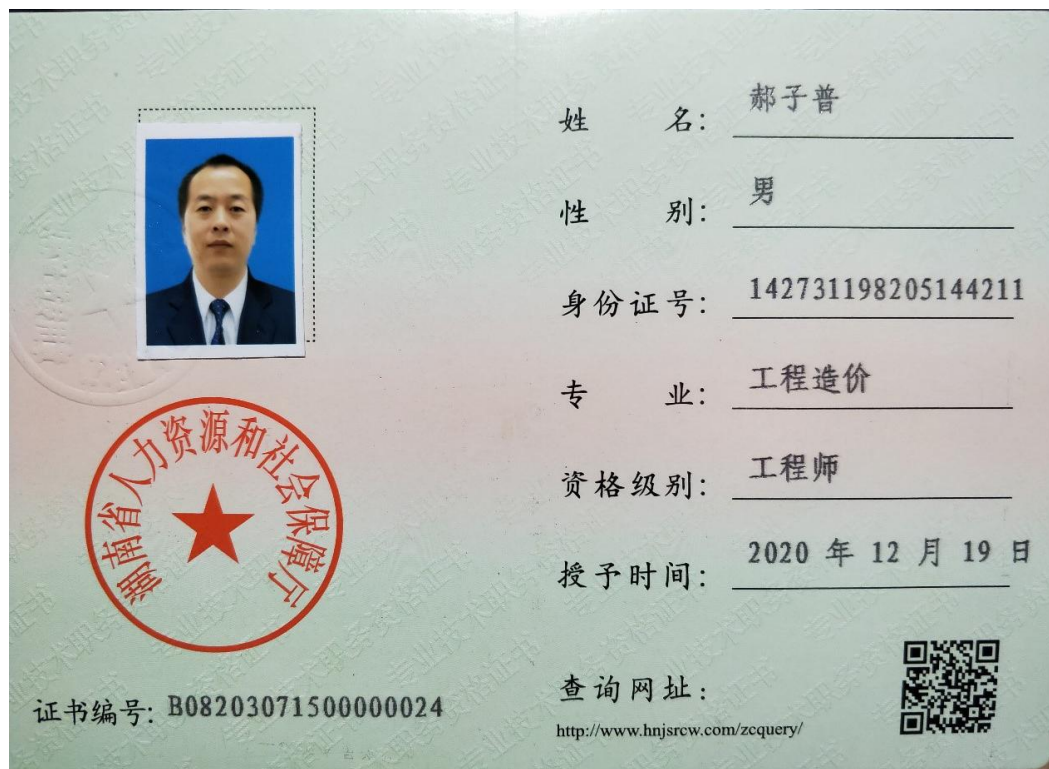 姓名：郝子普
性别：男
身份证号：142731198205144211
专业：工程造价
资格级别：工程师
授予时间：2020 年 12 月 19 日
查询网址：
http://www.hnjsrcw.com/zcquery/
湖南省人力资源和社会保障厅
证书编号：B08203071500000024